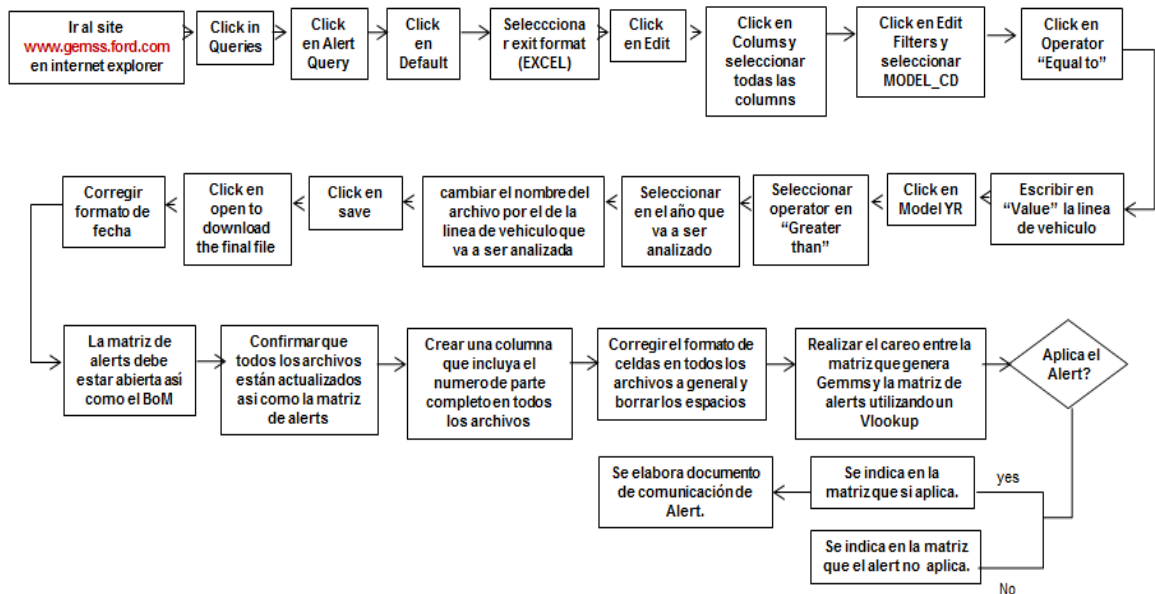 Ir al site
www.gemss.ford.com
en internet explorer
Click in
Queries
Click
en Alert
Query
Click
en
Default
Selecciona
r exit format
(EXCEL)
Click
en Edit
Click en
Colums y
seleccionar
todas las
columns
Click en Edit
Filters y
seleccionar
MODEL_CD
Click en
Operator
“Equal to”
Corregir
formato de
fecha
Click en
open to
download
the final file
Click en
save
cambiar el nombre del
archivo por el de la
linea de vehiculo que
va a ser analizada
Seleccionar
en el año que
va a ser
analizado
Seleccionar
operator en
“Greater
than”
Click en
Model YR
Escribir en
“Value” la linea
de vehiculo
La matriz de
alerts debe
estar abierta así
como el BoM
Confirmar que
todos los archivos
están actualizados
asi como la matriz
de alerts
Crear una columna
que incluya el
numero de parte
completo en todos
los archivos
Corregir el formato de
celdas en todos los
archivos a general y
borrar los espacios
Realizar el careo entre la
matriz que genera
Gemms y la matriz de
alerts utilizando un
Vlookup
Aplica el
Alert?
Se elabora documento
de comunicación de
Alert.
Se indica en la
matriz que si aplica.
yes
Se indica en la matriz
que el alert no aplica.
No